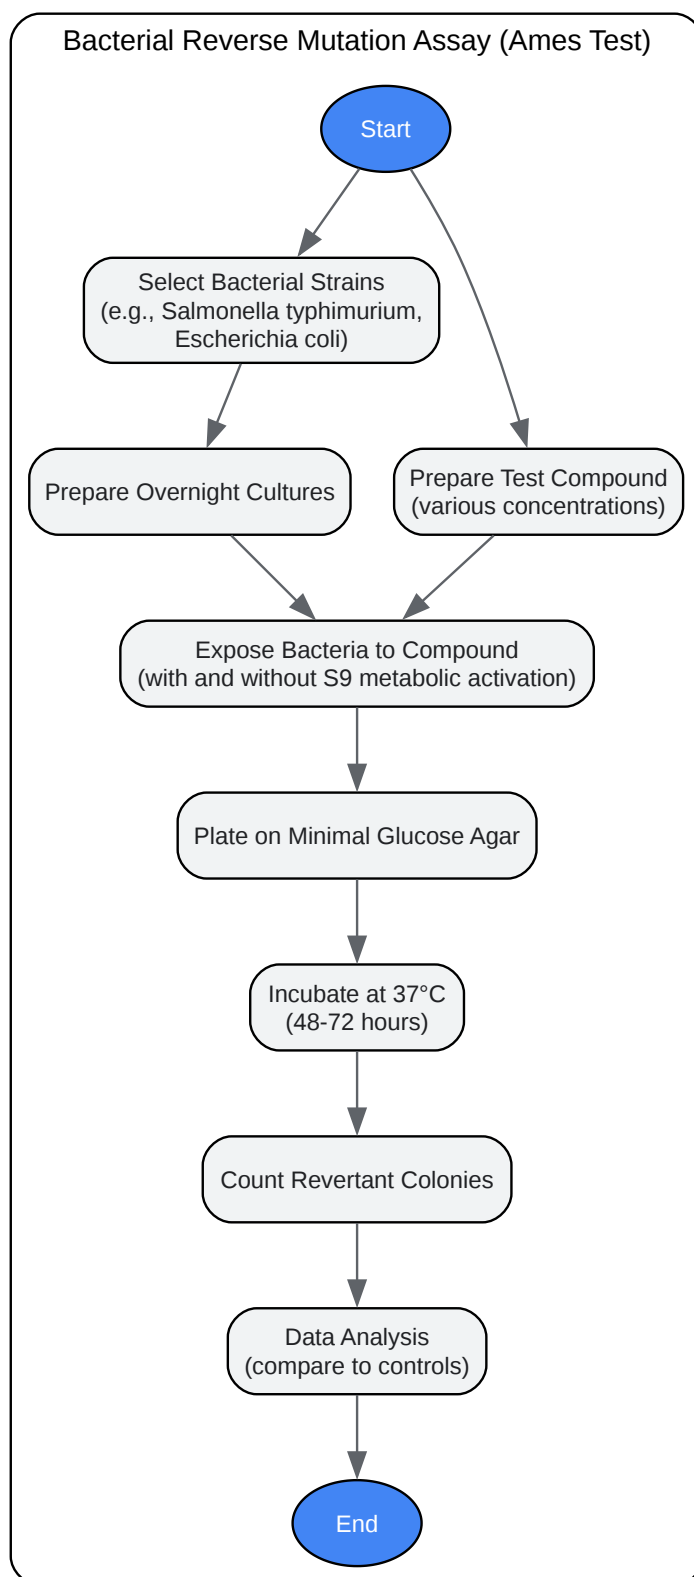 Bacterial Reverse Mutation Assay (Ames Test)
Start
Select Bacterial Strains
(e.g., Salmonella typhimurium,
Escherichia coli)
Prepare Overnight Cultures
Prepare Test Compound
(various concentrations)
Expose Bacteria to Compound
(with and without S9 metabolic activation)
Plate on Minimal Glucose Agar
Incubate at 37°C
(48-72 hours)
Count Revertant Colonies
Data Analysis
(compare to controls)
End